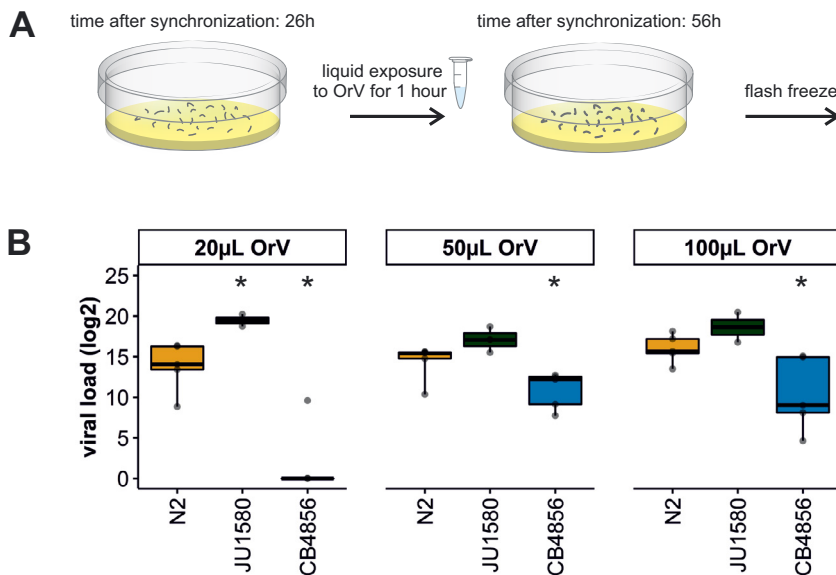 A
time after synchronization: 26h
time after synchronization: 56h
liquid exposure
to OrV for 1 hour
flash freeze
B
20µL OrV
50µL OrV
100µL OrV
viral load (log2)
25
20
15
10
5
0
*
*
*
*
N2
JU1580
CB4856
N2
JU1580
CB4856
N2
JU1580
CB4856